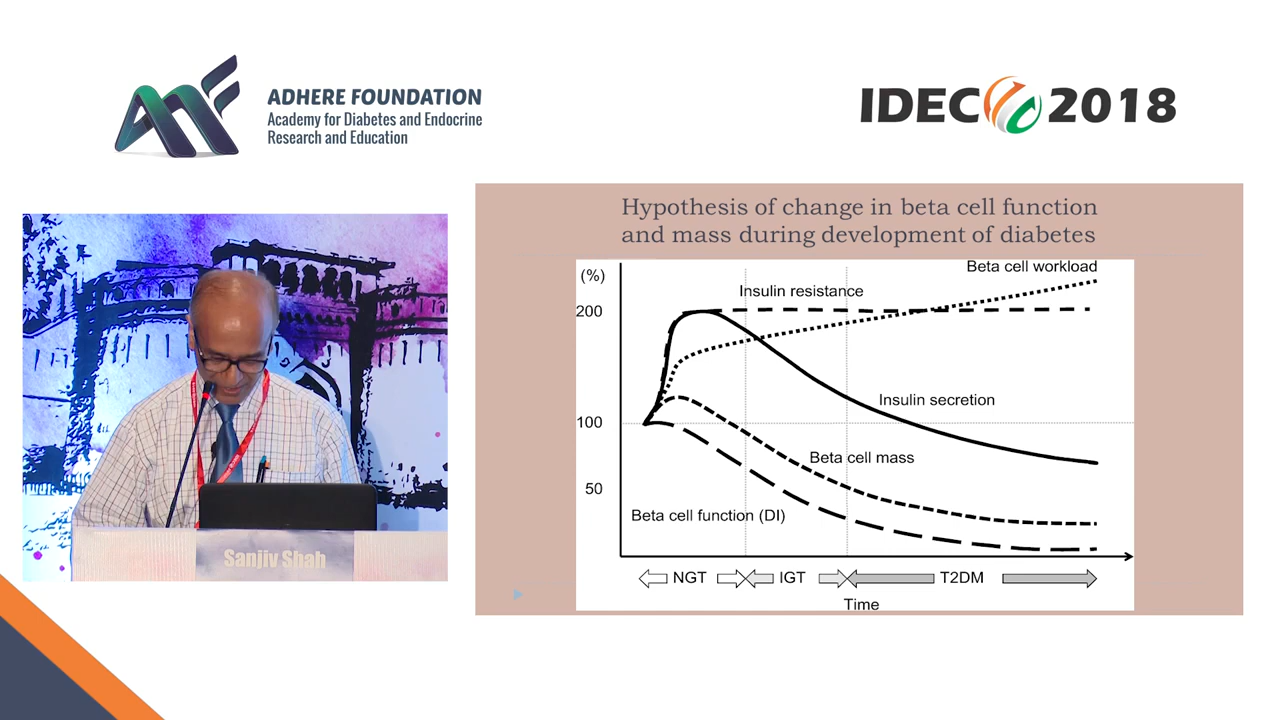 ADHERE FOUNDATION
Academy for Diabetes and Endocrine
Research and Education
IDEC 2018
Hypothesis of change in beta cell function
and mass during development of diabetes
(%)
Beta cell workload
Insulin resistance
200
Insulin secretion
100
Beta cell mass
50
Beta cell function (DI)
NGT
IGT
T2DM
Time
Sanjiv Shah